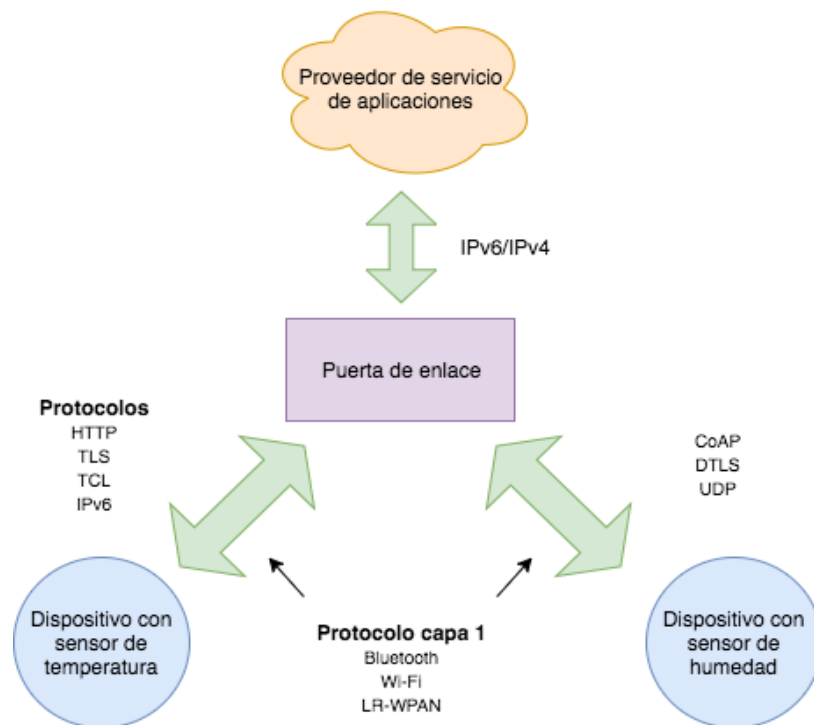 Proveedor de servicio
de aplicaciones
IPv6/IPv4
Puerta de enlace
Protocolos
HTTP
TLS
TCL
IPv6
CoAP
DTLS
UDP
Dispositivo con
sensor de
temperatura
Protocolo capa 1
Bluetooth
Wi-Fi
LR-WPAN
Dispositivo con
sensor de
humedad